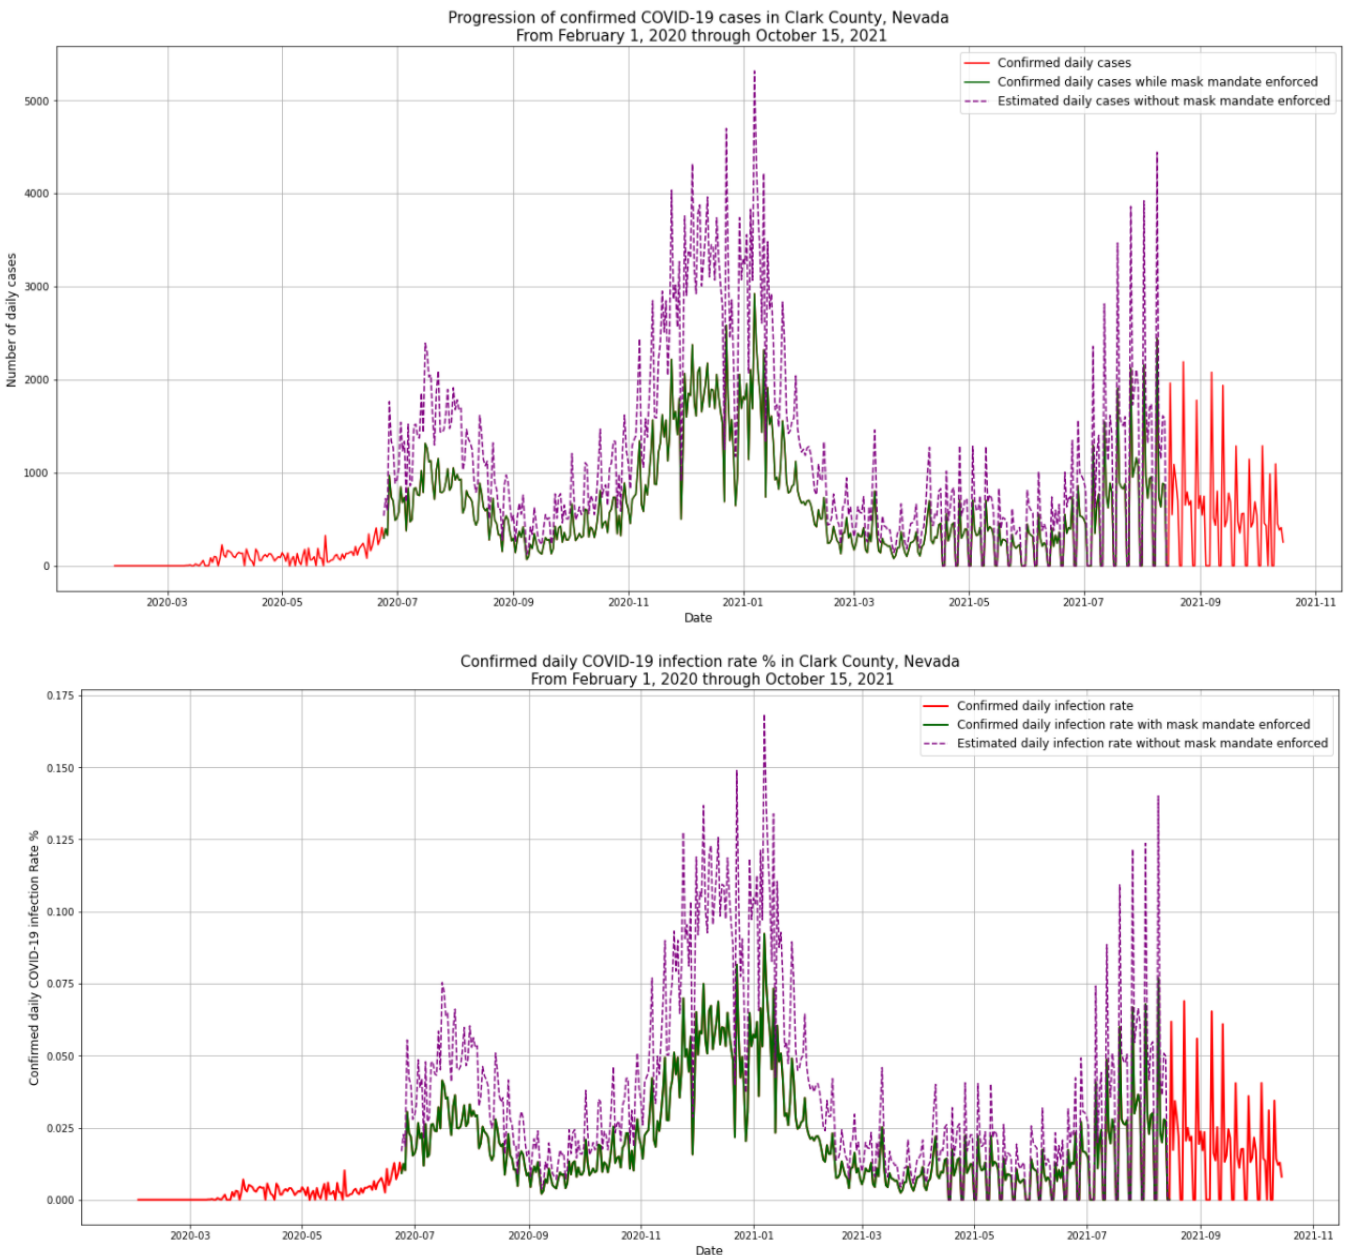 Progression of confirmed COVID-19 cases in Clark County, Nevada
From February 1, 2020 through October 15, 2021
Confirmed daily cases
Confirmed daily cases while mask mandate enforced
Estimated daily cases without mask mandate enforced
Number of daily cases
5000
4000
3000
2000
1000
0
2020-03 2020-05 2020-07 2020-09 2020-11 2021-01 2021-03 2021-05 2021-07 2021-09 2021-11
Date
Confirmed daily COVID-19 infection rate % in Clark County, Nevada
From February 1, 2020 through October 15, 2021
Confirmed daily infection rate
Confirmed daily infection rate with mask mandate enforced
Estimated daily infection rate without mask mandate enforced
Confirmed daily COVID-19 infection Rate %
0.175
0.150
0.125
0.100
0.075
0.050
0.025
0.000
2020-03 2020-05 2020-07 2020-09 2020-11 2021-01 2021-03 2021-05 2021-07 2021-09 2021-11
Date